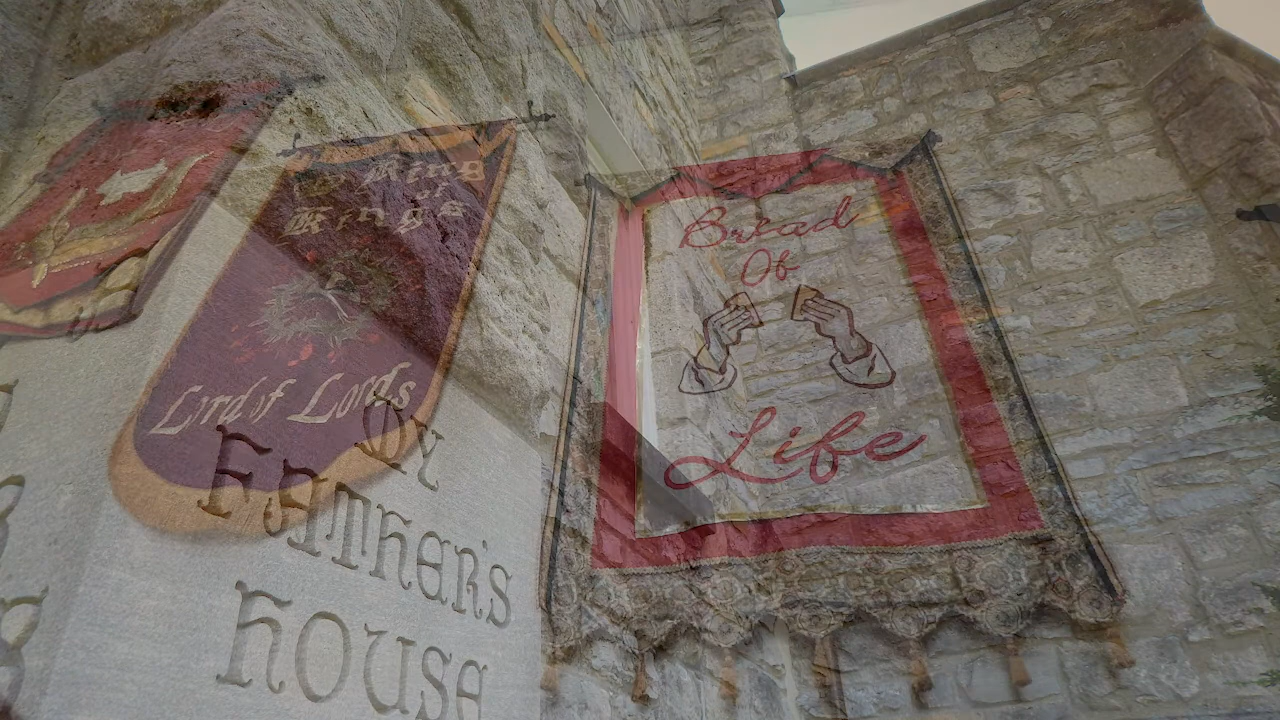 King
of
Kings
Lord of Lords
My
Father's
House
Bread
Of
Life